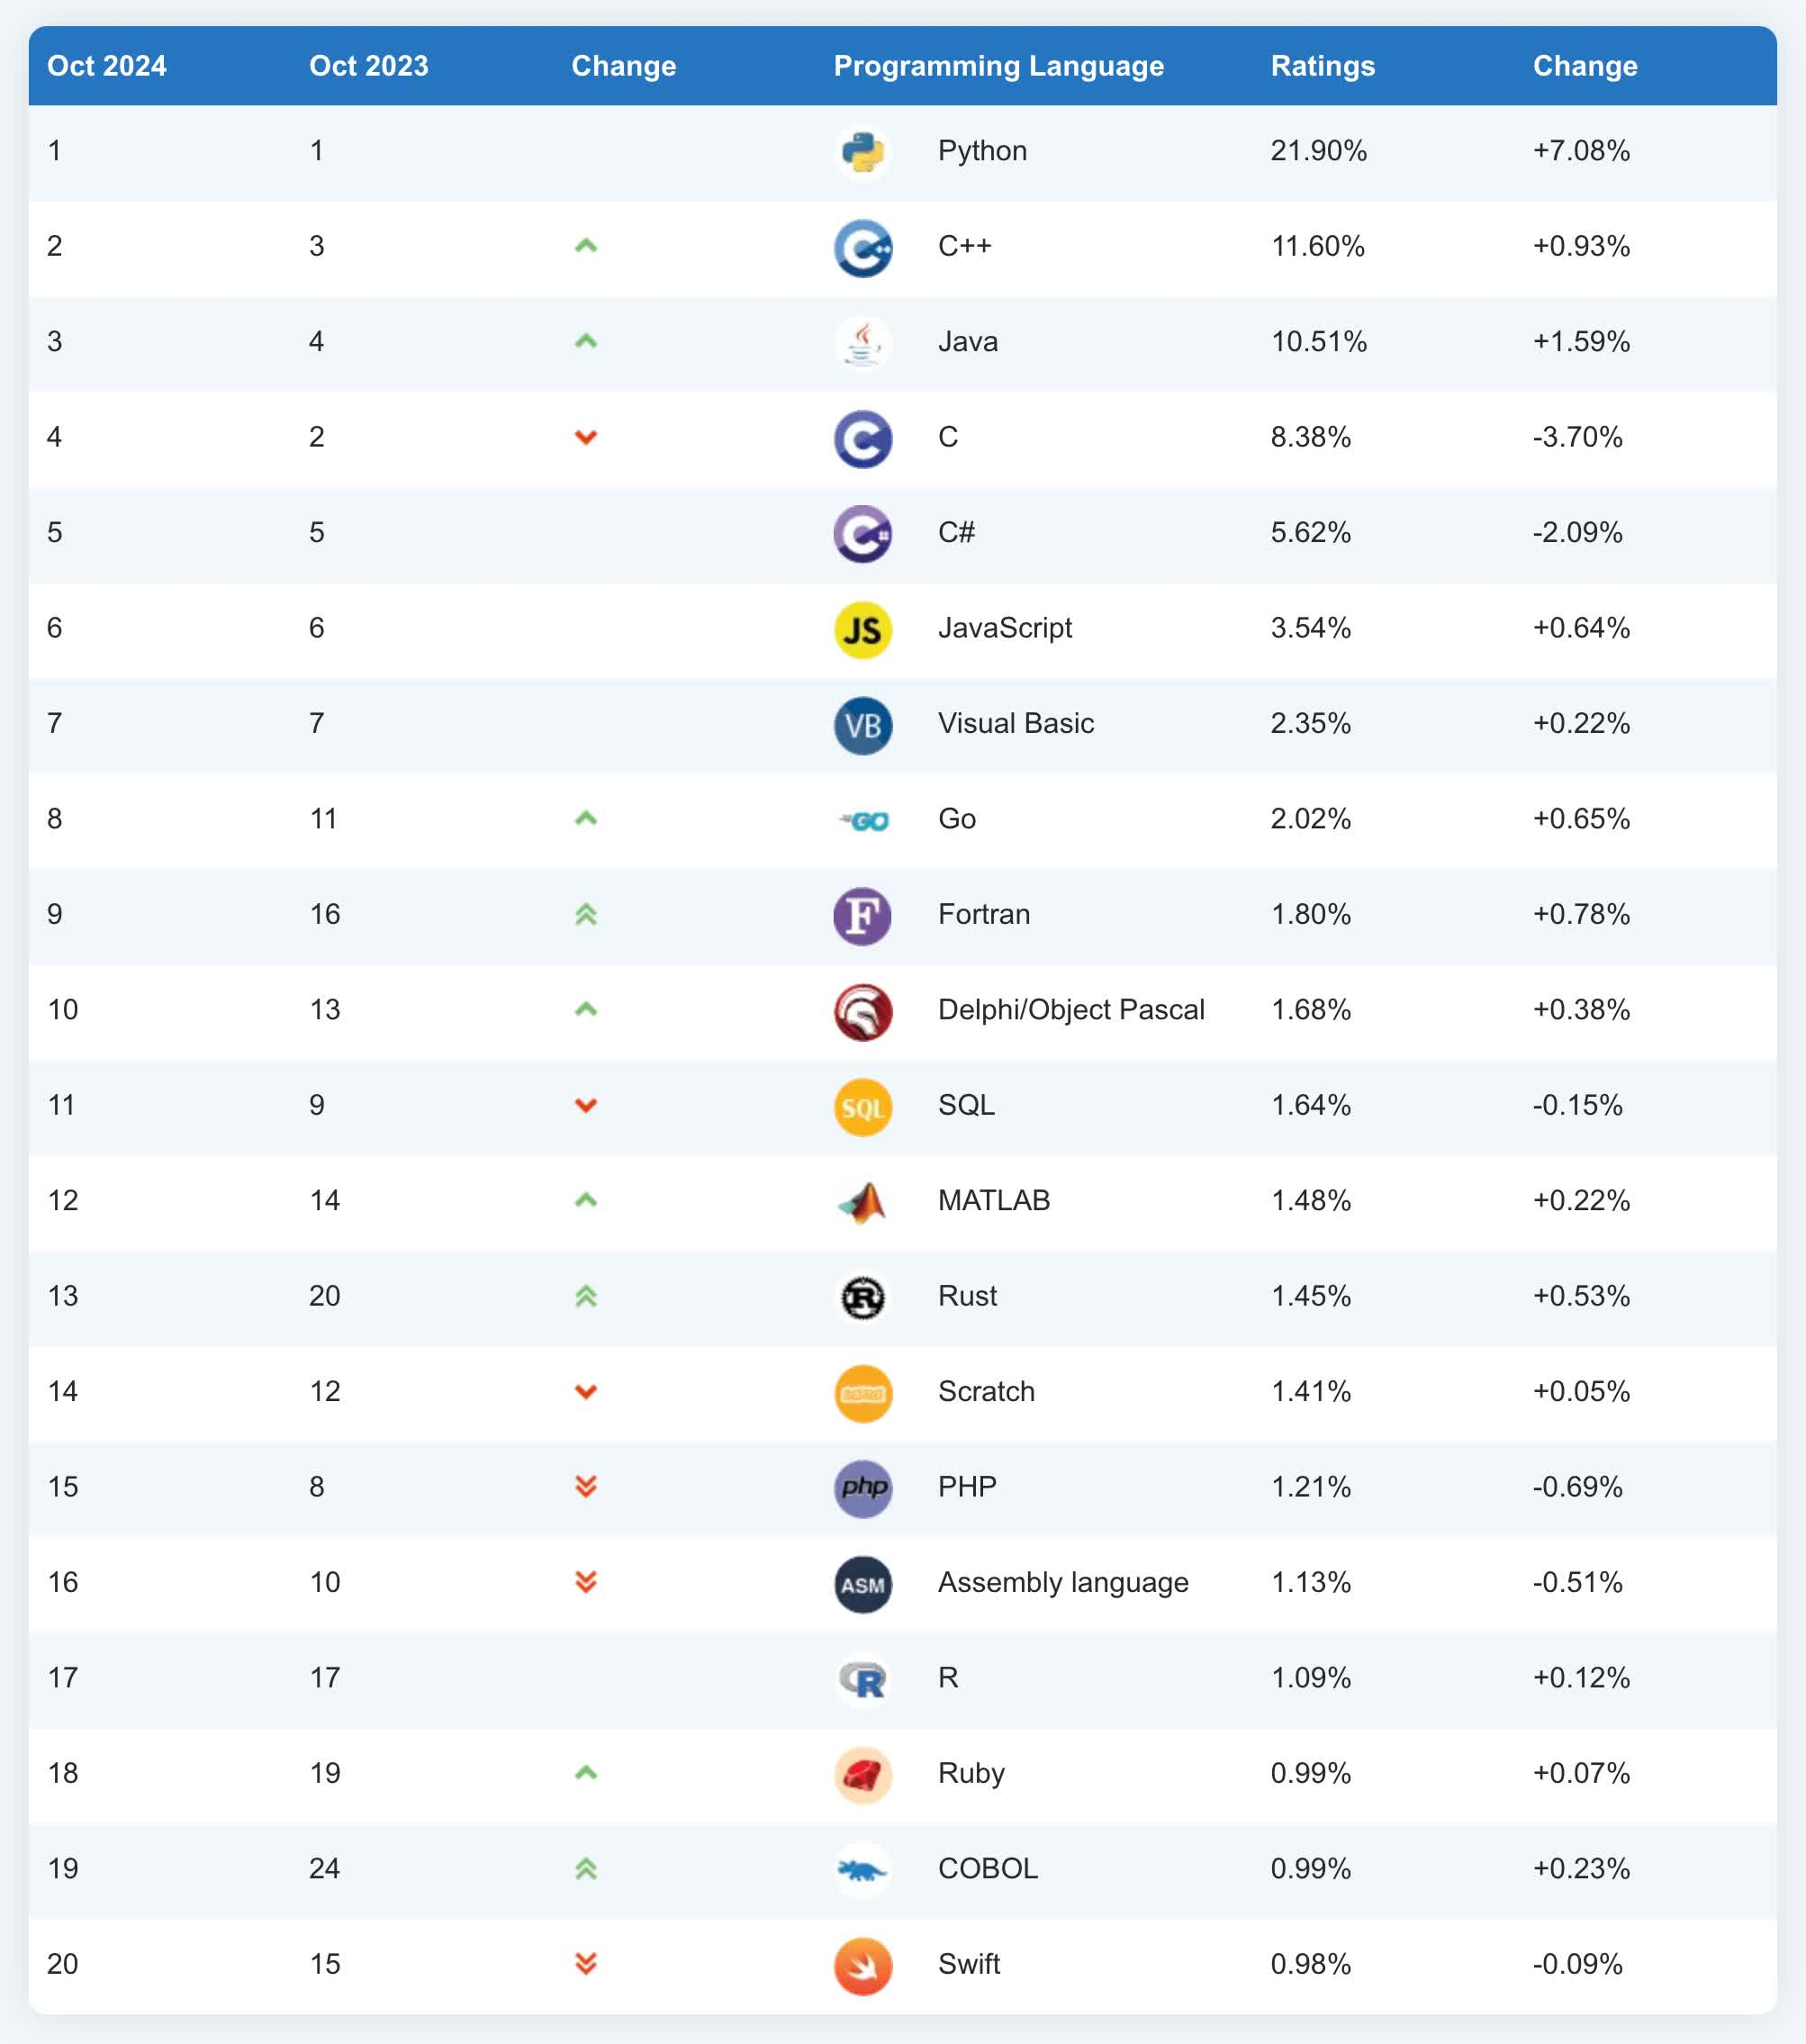 Oct 2024 Oct 2023 Change Programming Language Ratings Change
1 1 Python 21.90% +7.08%
2 3 C++ 11.60% +0.93%
3 4 Java 10.51% +1.59%
4 2 C 8.38% -3.70%
5 5 C# 5.62% -2.09%
6 6 JS JavaScript 3.54% +0.64%
7 7 VB Visual Basic 2.35% +0.22%
8 11 GO Go 2.02% +0.65%
9 16 F Fortran 1.80% +0.78%
10 13 Delphi/Object Pascal 1.68% +0.38%
11 9 SQL SQL 1.64% -0.15%
12 14 MATLAB 1.48% +0.22%
13 20 R Rust 1.45% +0.53%
14 12 Scratch 1.41% +0.05%
15 8 php PHP 1.21% -0.69%
16 10 ASM Assembly language 1.13% -0.51%
17 17 R R 1.09% +0.12%
18 19 Ruby 0.99% +0.07%
19 24 COBOL 0.99% +0.23%
20 15 Swift 0.98% -0.09%